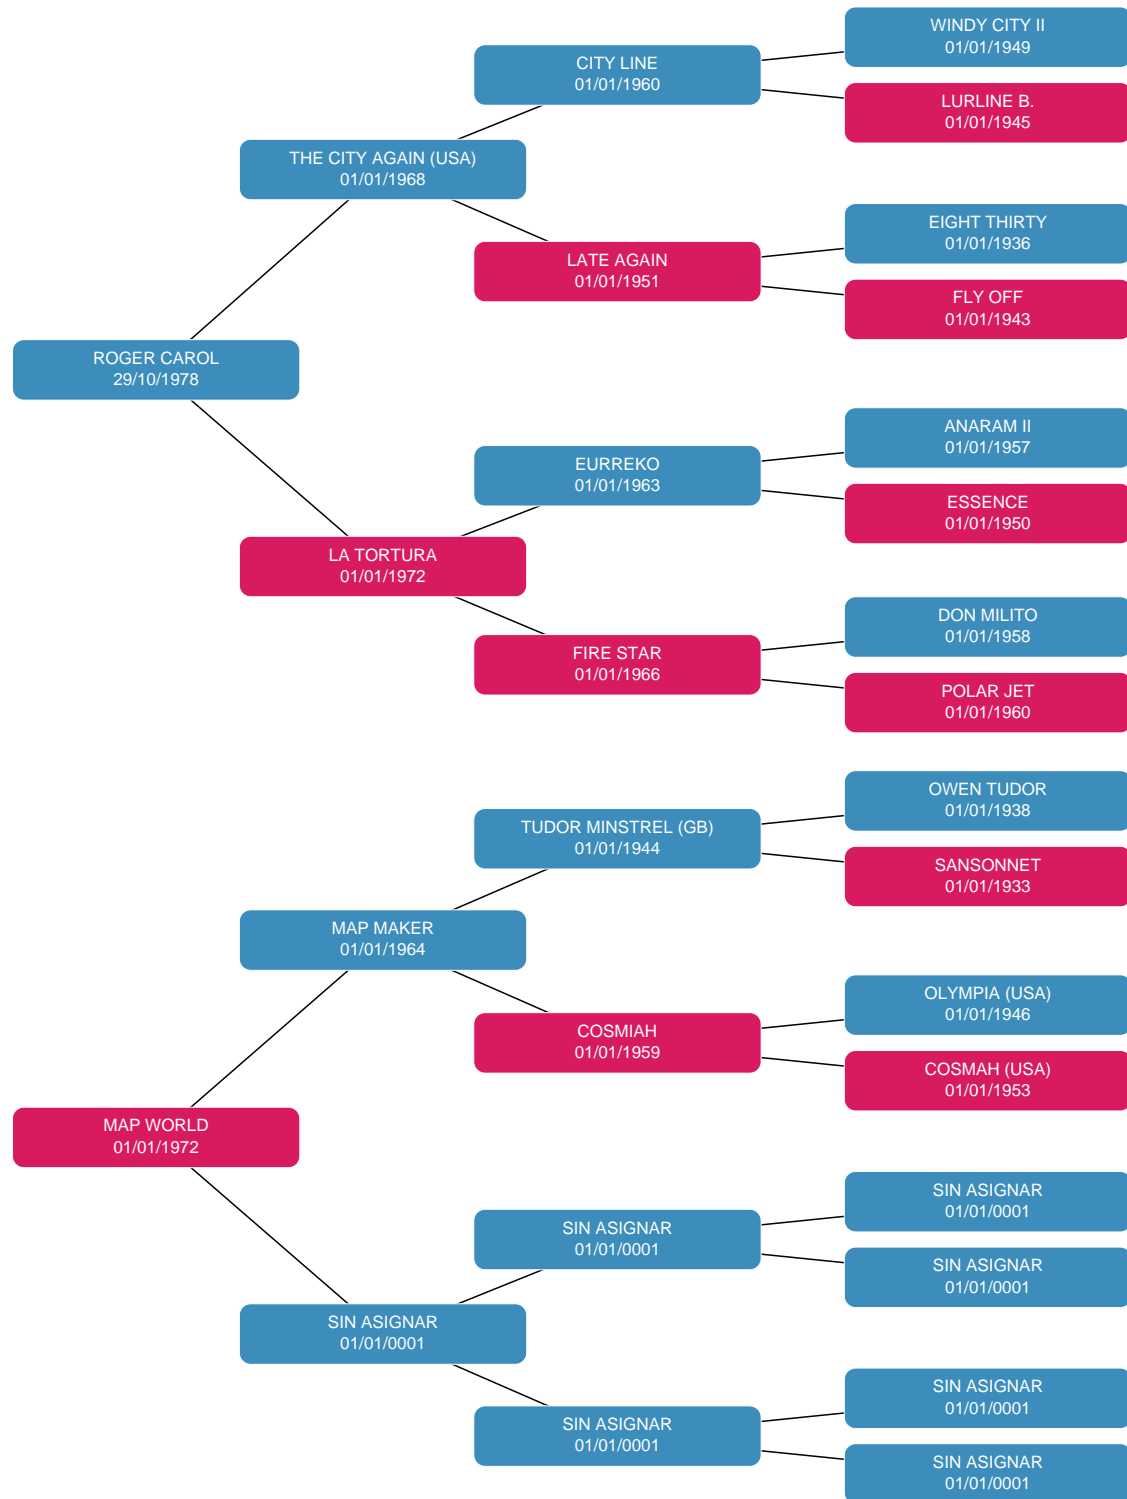 WINDY CITY II
01/01/1949
CITY LINE
01/01/1960
LURLINE B.
01/01/1945
THE CITY AGAIN (USA)
01/01/1968
EIGHT THIRTY
01/01/1936
LATE AGAIN
01/01/1951
FLY OFF
01/01/1943
ROGER CAROL
29/10/1978
ANARAM II
01/01/1957
EURREKO
01/01/1963
ESSENCE
01/01/1950
LA TORTURA
01/01/1972
DON MILITO
01/01/1958
FIRE STAR
01/01/1966
POLAR JET
01/01/1960
OWEN TUDOR
01/01/1938
TUDOR MINSTREL (GB)
01/01/1944
SANSONNET
01/01/1933
MAP MAKER
01/01/1964
OLYMPIA (USA)
01/01/1946
COSMIAH
01/01/1959
COSMAH (USA)
01/01/1953
MAP WORLD
01/01/1972
SIN ASIGNAR
01/01/0001
SIN ASIGNAR
01/01/0001
SIN ASIGNAR
01/01/0001
SIN ASIGNAR
01/01/0001
SIN ASIGNAR
01/01/0001
SIN ASIGNAR
01/01/0001
SIN ASIGNAR
01/01/0001